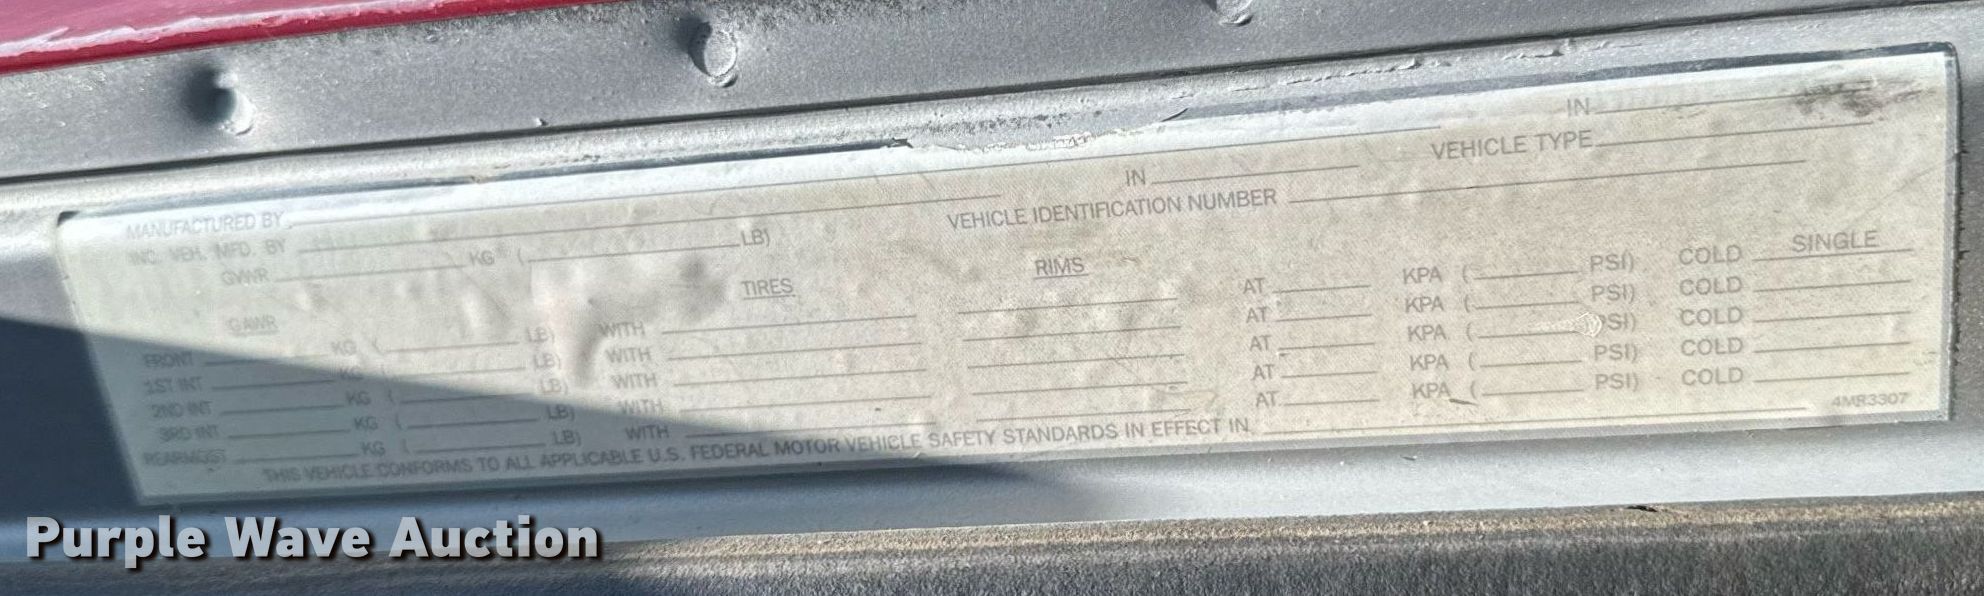 MANUFACTURED BY IN
INC. VEH. MFD. BY IN VEHICLE TYPE
GVWR KG ( LB) VEHICLE IDENTIFICATION NUMBER
GAWR TIRES RIMS SINGLE
FRONT KG ( LB) WITH AT KPA ( PSI) COLD
1ST INT KG ( LB) WITH AT KPA ( PSI) COLD
2ND INT KG ( LB) WITH AT KPA ( PSI) COLD
3RD INT KG ( LB) WITH AT KPA ( PSI) COLD
REARMOST KG ( LB) WITH AT KPA ( PSI) COLD
THIS VEHICLE CONFORMS TO ALL APPLICABLE U.S. FEDERAL MOTOR VEHICLE SAFETY STANDARDS IN EFFECT IN
4MR3307
Purple Wave Auction